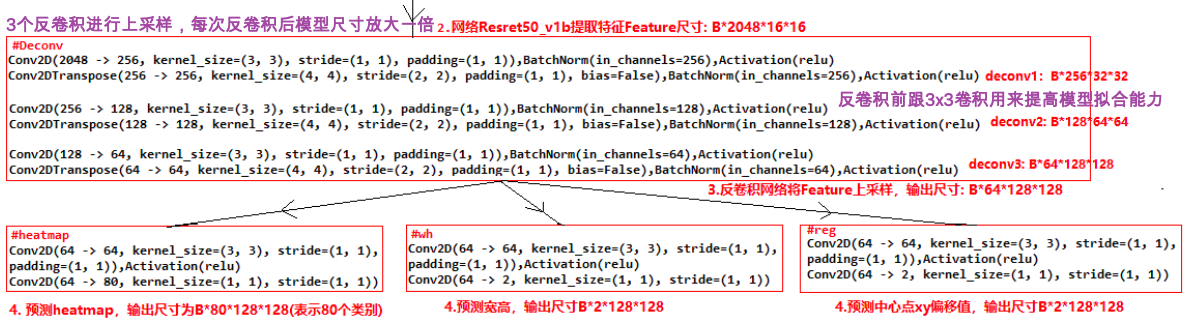 3个反卷积进行上采样，每次反卷积后模型尺寸放大一倍
2.网络Resret50_v1b提取特征Feature尺寸: B*2048*16*16
#Deconv
Conv2D(2048 -> 256, kernel_size=(3, 3), stride=(1, 1), padding=(1, 1)),BatchNorm(in_channels=256),Activation(relu)
Conv2DTranspose(256 -> 256, kernel_size=(4, 4), stride=(2, 2), padding=(1, 1), bias=False),BatchNorm(in_channels=256),Activation(relu)
deconv1: B*256*32*32
Conv2D(256 -> 128, kernel_size=(3, 3), stride=(1, 1), padding=(1, 1)),BatchNorm(in_channels=128),Activation(relu)
反卷积前跟3x3卷积用来提高模型拟合能力
Conv2DTranspose(128 -> 128, kernel_size=(4, 4), stride=(2, 2), padding=(1, 1), bias=False),BatchNorm(in_channels=128),Activation(relu)
deconv2: B*128*64*64
Conv2D(128 -> 64, kernel_size=(3, 3), stride=(1, 1), padding=(1, 1)),BatchNorm(in_channels=64),Activation(relu)
Conv2DTranspose(64 -> 64, kernel_size=(4, 4), stride=(2, 2), padding=(1, 1), bias=False),BatchNorm(in_channels=64),Activation(relu)
deconv3: B*64*128*128
3.反卷积网络将Feature上采样，输出尺寸: B*64*128*128
#heatmap
Conv2D(64 -> 64, kernel_size=(3, 3), stride=(1, 1),
padding=(1, 1)),Activation(relu)
Conv2D(64 -> 80, kernel_size=(1, 1), stride=(1, 1))
4. 预测heatmap，输出尺寸为B*80*128*128(表示80个类别)
#wh
Conv2D(64 -> 64, kernel_size=(3, 3), stride=(1, 1),
padding=(1, 1)),Activation(relu)
Conv2D(64 -> 2, kernel_size=(1, 1), stride=(1, 1))
4.预测宽高，输出尺寸B*2*128*128
#reg
Conv2D(64 -> 64, kernel_size=(3, 3), stride=(1, 1),
padding=(1, 1)),Activation(relu)
Conv2D(64 -> 2, kernel_size=(1, 1), stride=(1, 1))
4.预测中心点xy偏移值，输出尺寸B*2*128*128